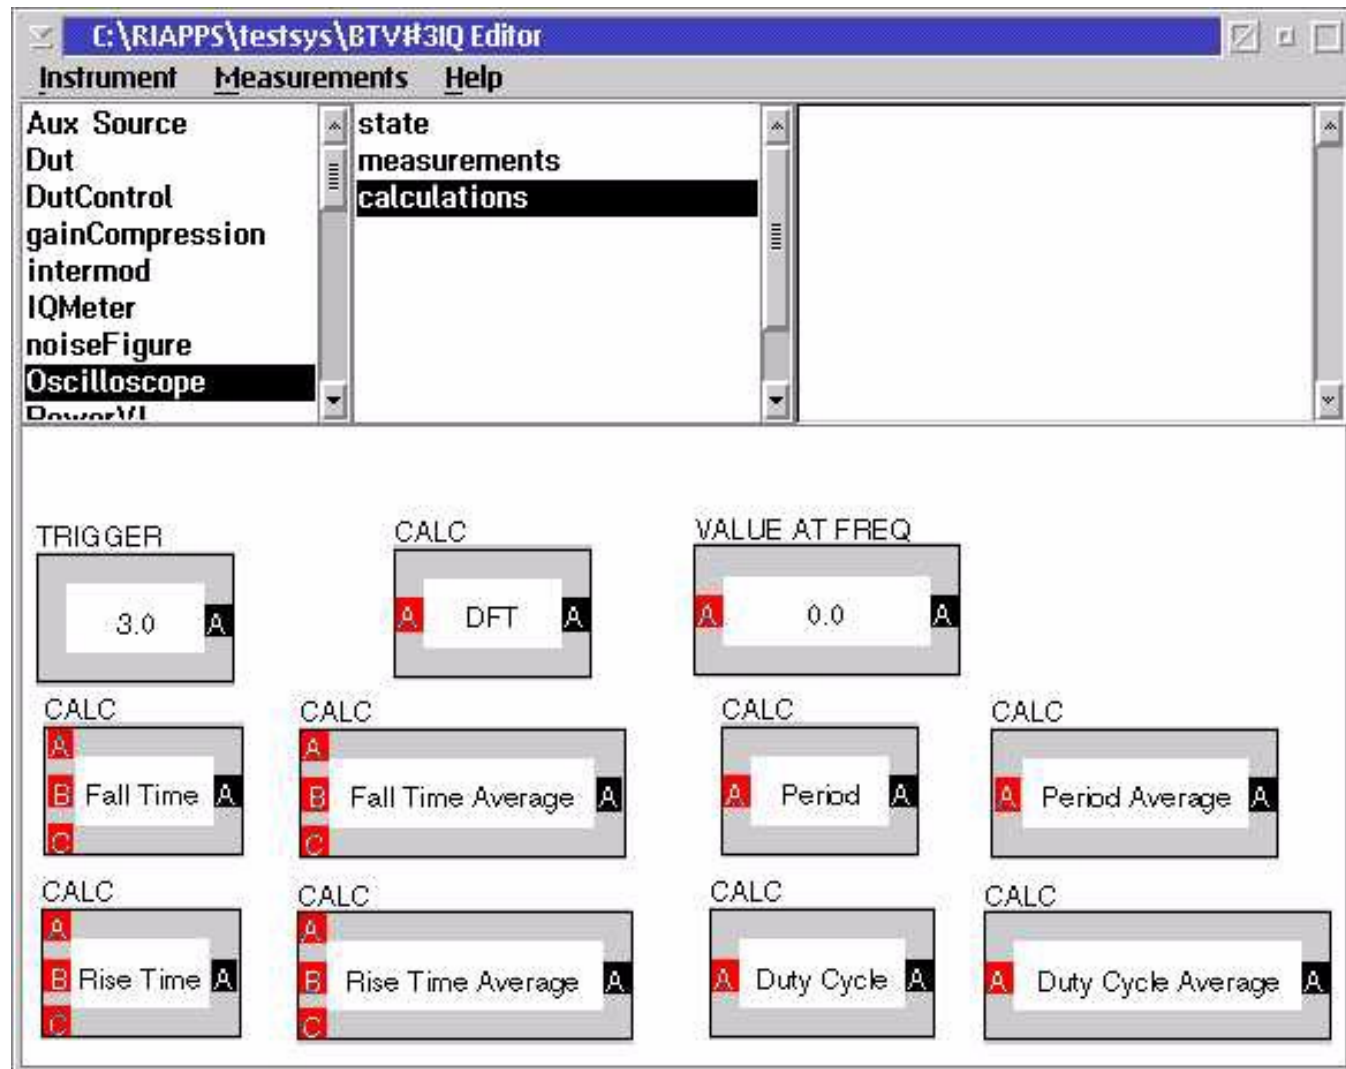 C:\RIAPPS\testsys\BTV#3IQ Editor
Instrument Measurements Help
Aux Source
Dut
DutControl
gainCompression
intermod
IQMeter
noiseFigure
Oscilloscope
state
measurements
calculations
TRIGGER
3.0 A
CALC
A DFT A
VALUE AT FREQ
A 0.0 A
CALC
A
B Fall Time A
C
CALC
A
B Fall Time Average A
C
CALC
A Period A
CALC
A Period Average A
CALC
A
B Rise Time A
C
CALC
A
B Rise Time Average A
C
CALC
A Duty Cycle A
CALC
A Duty Cycle Average A